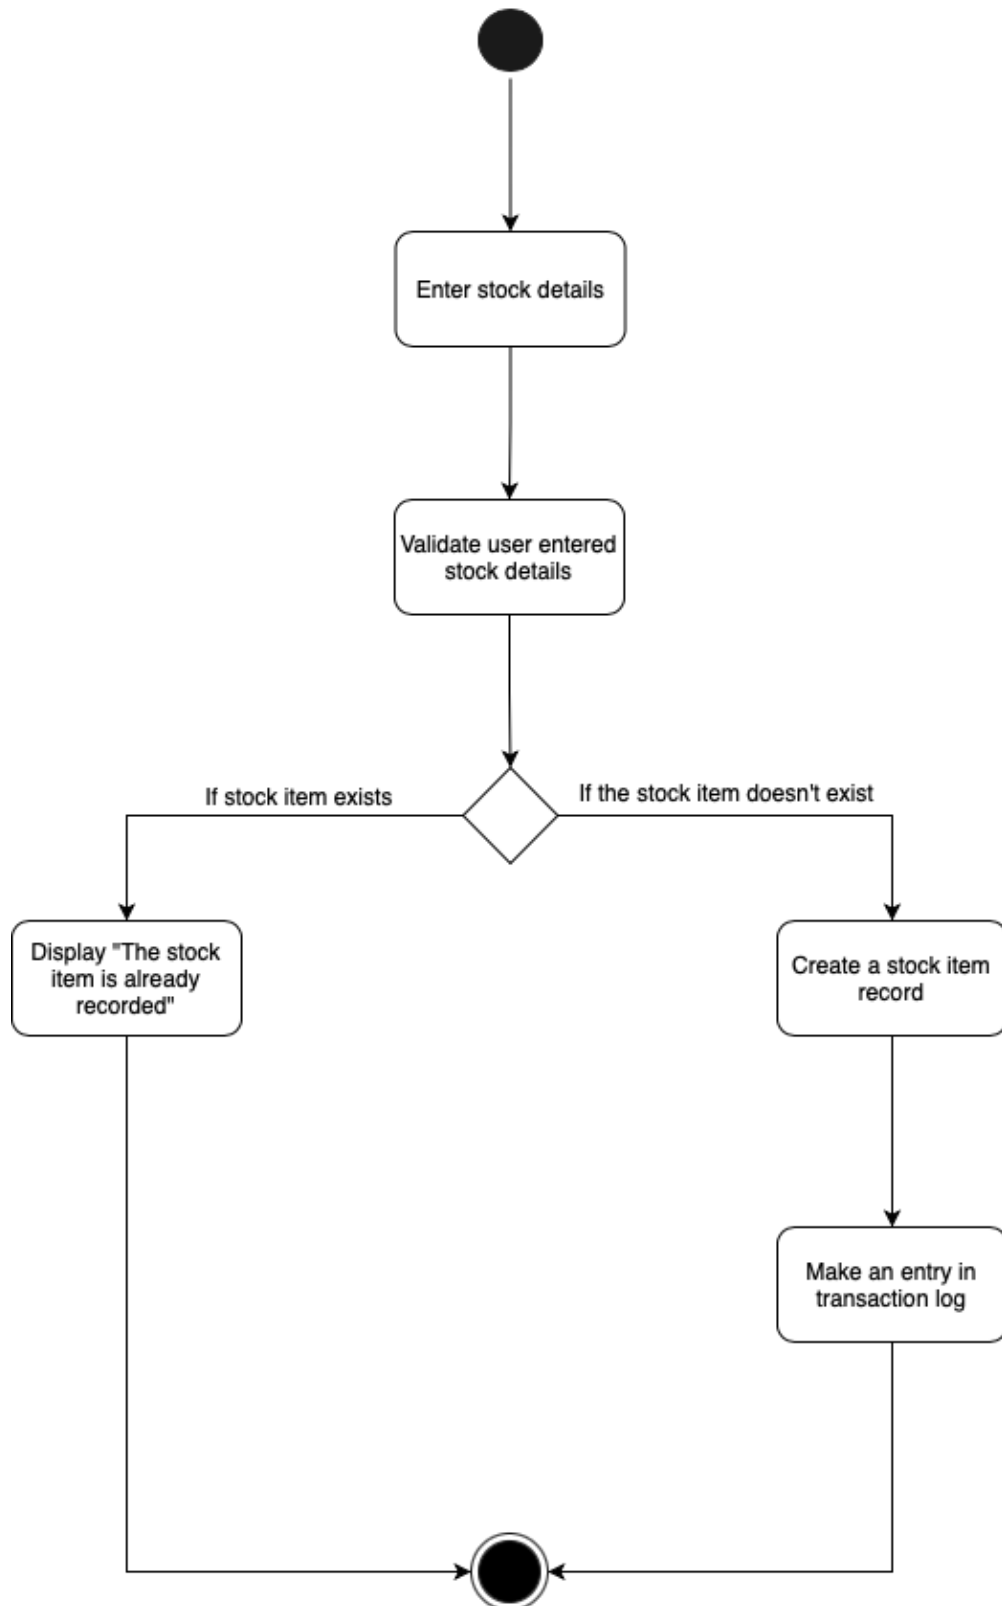 Enter stock details
Validate user entered
stock details
If stock item exists
If the stock item doesn't exist
Display "The stock
item is already
recorded"
Create a stock item
record
Make an entry in
transaction log